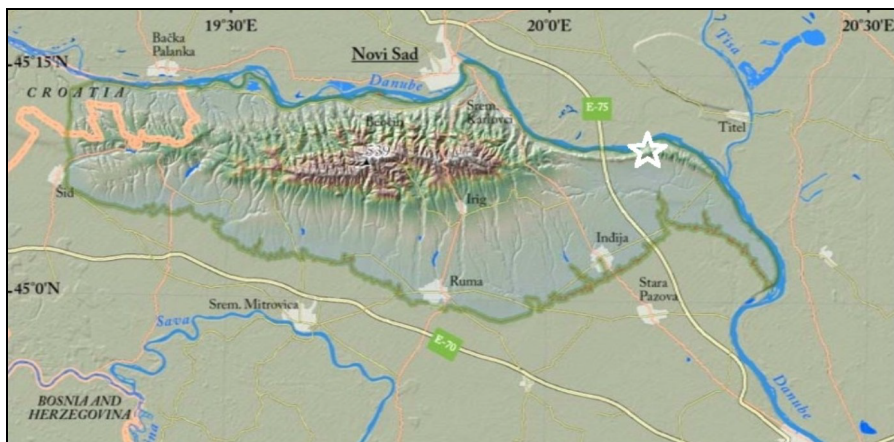 19°30'E
20°0'E
20°30'E
45°15'N
Bačka
Palanka
Novi Sad
Tisa
CROATIA
Danube
Beočin
Srem.
Karlovci
E-75
Titel
Šid
Irig
Inđija
45°0'N
Ruma
Stara
Pazova
Srem. Mitrovica
Sava
E-70
BOSNIA AND
HERZEGOVINA
Danube